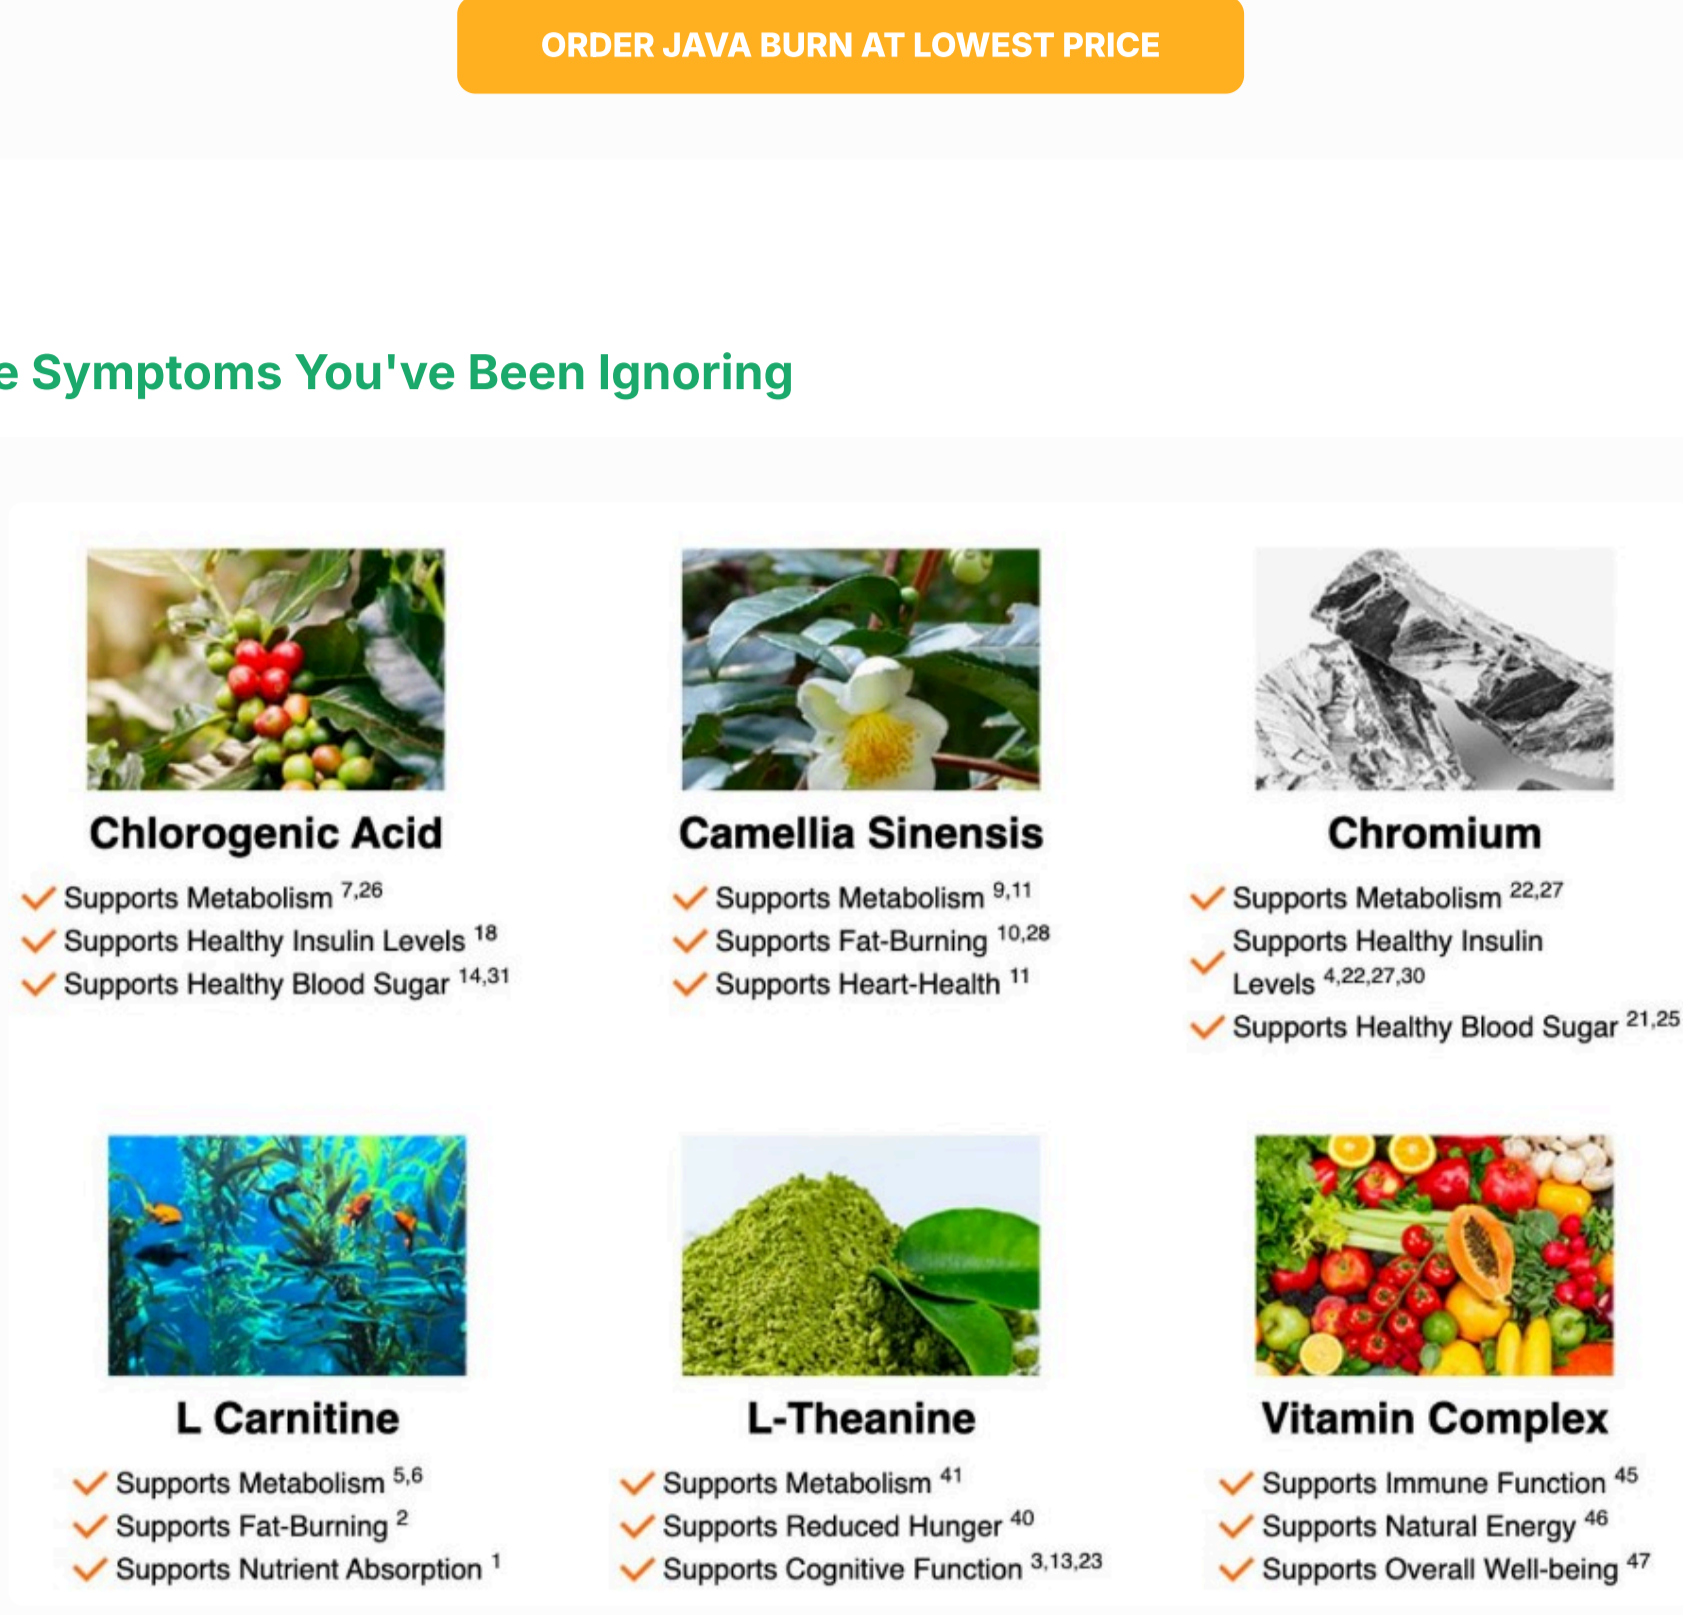 ORDER JAVA BURN AT LOWEST PRICE
e Symptoms You've Been Ignoring
Chlorogenic Acid
Supports Metabolism 7,26
Supports Healthy Insulin Levels 18
Supports Healthy Blood Sugar 14,31
Camellia Sinensis
Supports Metabolism 9,11
Supports Fat-Burning 10,28
Supports Heart-Health 11
Chromium
Supports Metabolism 22,27
Supports Healthy Insulin
Levels 4,22,27,30
Supports Healthy Blood Sugar 21,25
L Carnitine
Supports Metabolism 5,6
Supports Fat-Burning 2
Supports Nutrient Absorption 1
L-Theanine
Supports Metabolism 41
Supports Reduced Hunger 40
Supports Cognitive Function 3,13,23
Vitamin Complex
Supports Immune Function 45
Supports Natural Energy 46
Supports Overall Well-being 47